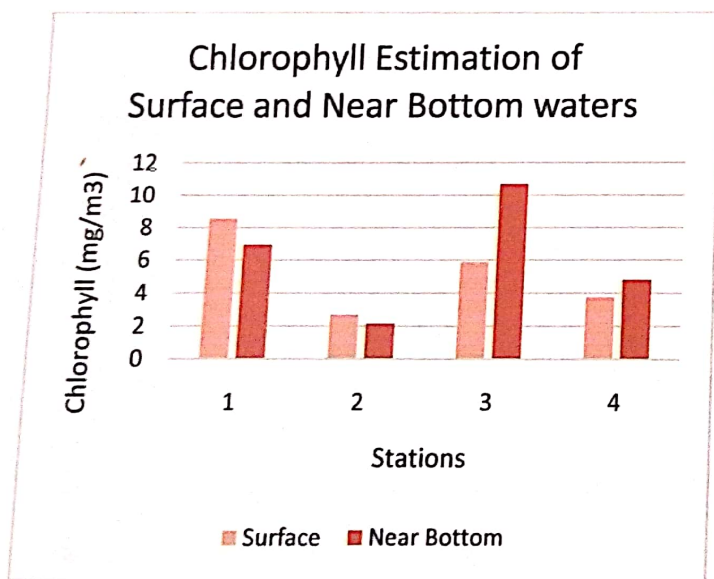 Chlorophyll Estimation of
Surface and Near Bottom waters
Chlorophyll (mg/m3)
12
10
8
6
4
2
0
1 2 3 4
Stations
Surface Near Bottom